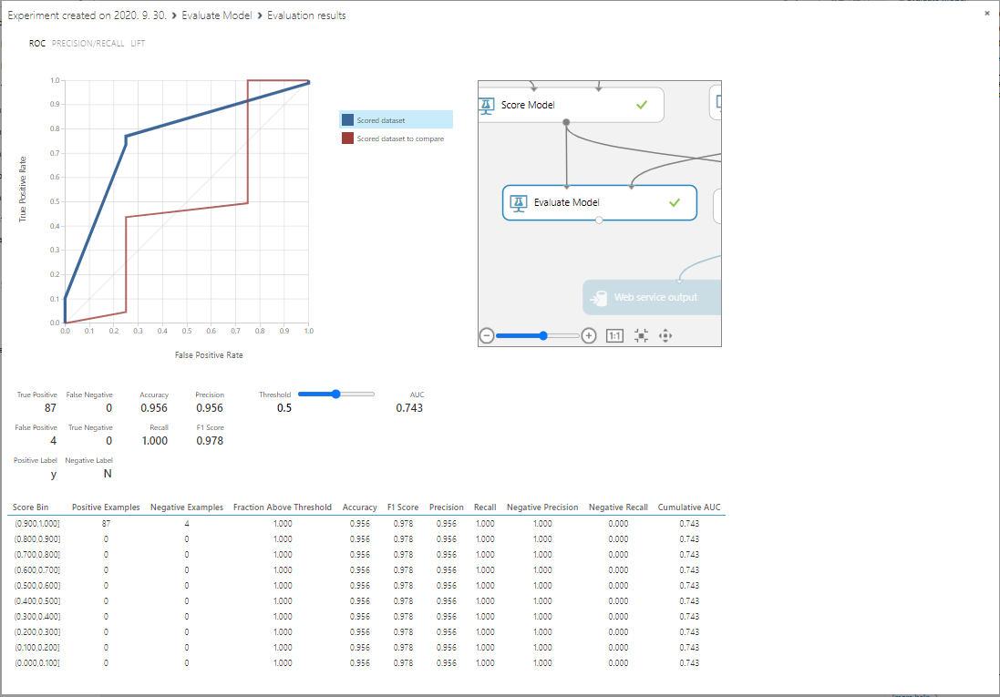 Experiment created on 2020. 9. 30. › Evaluate Model › Evaluation results
×
ROC PRECISION/RECALL LIFT
1.0
0.9
0.8
0.7
0.6
0.5
0.4
0.3
0.2
0.1
0.0
True Positive Rate
0.0 0.1 0.2 0.3 0.4 0.5 0.6 0.7 0.8 0.9 1.0
False Positive Rate
Scored dataset
Scored dataset to compare
Score Model
Evaluate Model
Web service output
1:1
True Positive False Negative Accuracy Precision Threshold AUC
87 0 0.956 0.956 0.5 0.743
False Positive True Negative Recall F1 Score
4 0 1.000 0.978
Positive Label Negative Label
y N
Score Bin Positive Examples Negative Examples Fraction Above Threshold Accuracy F1 Score Precision Recall Negative Precision Negative Recall Cumulative AUC
(0.900,1.000] 87 4 1.000 0.956 0.978 0.956 1.000 1.000 0.000 0.743
(0.800,0.900] 0 0 1.000 0.956 0.978 0.956 1.000 1.000 0.000 0.743
(0.700,0.800] 0 0 1.000 0.956 0.978 0.956 1.000 1.000 0.000 0.743
(0.600,0.700] 0 0 1.000 0.956 0.978 0.956 1.000 1.000 0.000 0.743
(0.500,0.600] 0 0 1.000 0.956 0.978 0.956 1.000 1.000 0.000 0.743
(0.400,0.500] 0 0 1.000 0.956 0.978 0.956 1.000 1.000 0.000 0.743
(0.300,0.400] 0 0 1.000 0.956 0.978 0.956 1.000 1.000 0.000 0.743
(0.200,0.300] 0 0 1.000 0.956 0.978 0.956 1.000 1.000 0.000 0.743
(0.100,0.200] 0 0 1.000 0.956 0.978 0.956 1.000 1.000 0.000 0.743
(0.000,0.100] 0 0 1.000 0.956 0.978 0.956 1.000 1.000 0.000 0.743